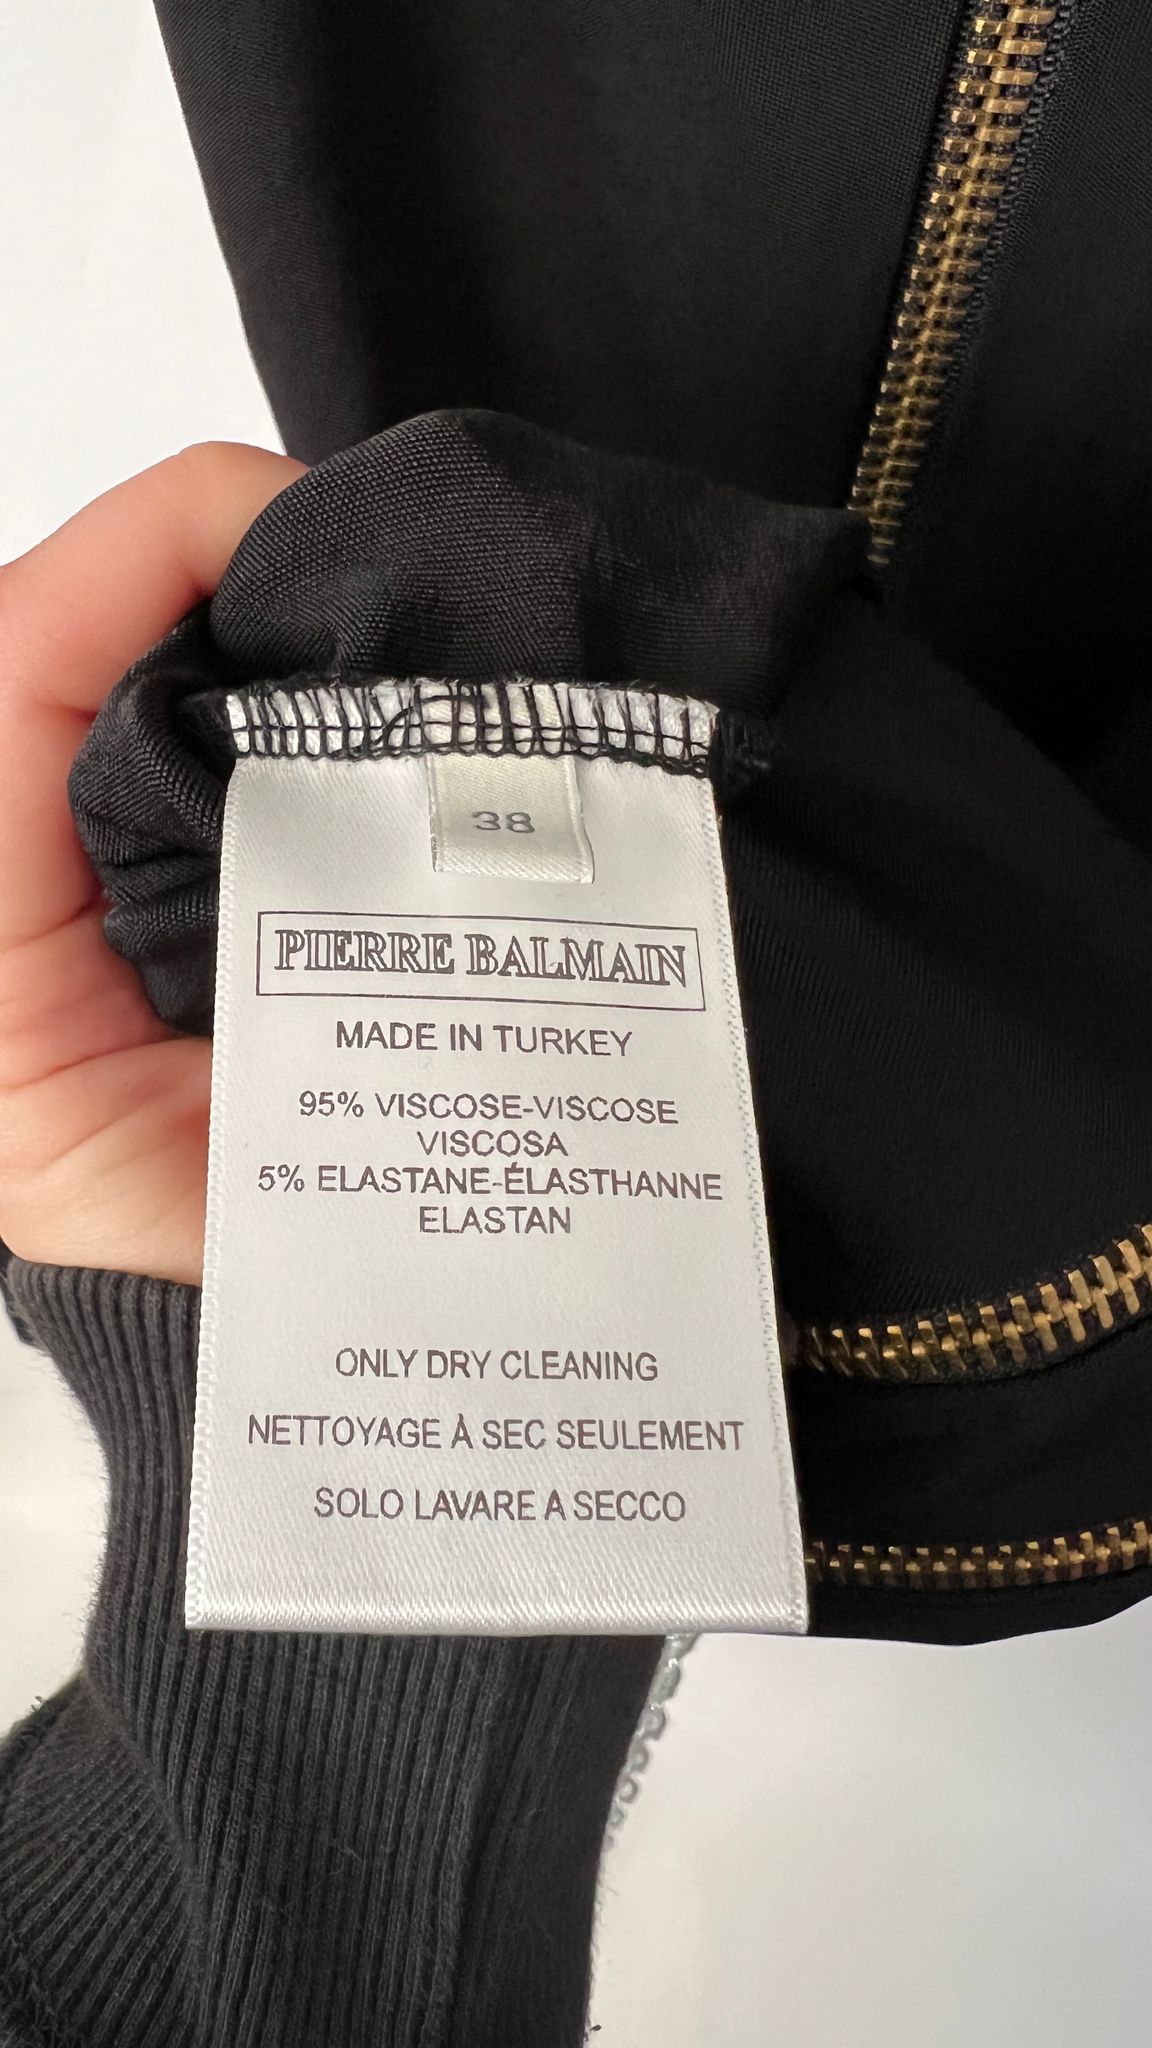 38
PIERRE BALMAIN
MADE IN TURKEY
95% VISCOSE-VISCOSE
VISCOSA
5% ELASTANE-ÉLASTHANNE
ELASTAN
ONLY DRY CLEANING
NETTOYAGE À SEC SEULEMENT
SOLO LAVARE A SECCO